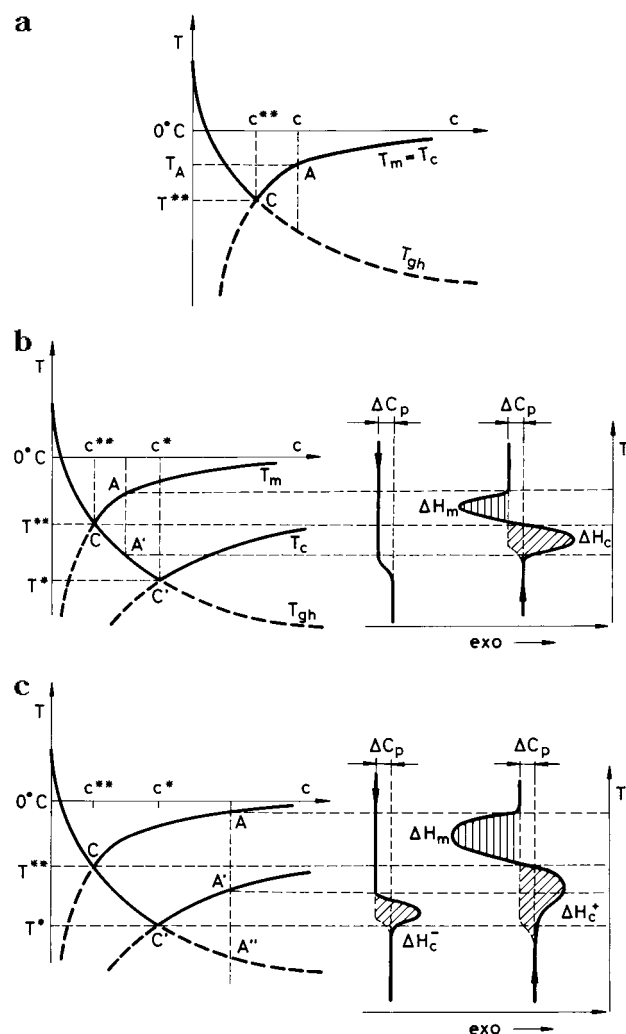 a
T
c** c c
0°C
T_A
A
T_m = T_c
T**
C
T_gh
b
T
ΔC_p ΔC_p
c** c* c
T
0°C
A
T_m
ΔH_m
T**
C
A'
T_c
ΔH_c
T*
C'
T_gh
exo →
c
T
ΔC_p ΔC_p
c** c* c
T
0°C
A
C
ΔH_m
T**
A'
ΔH_c^+
T*
C'
A"
ΔH_c^-
exo →